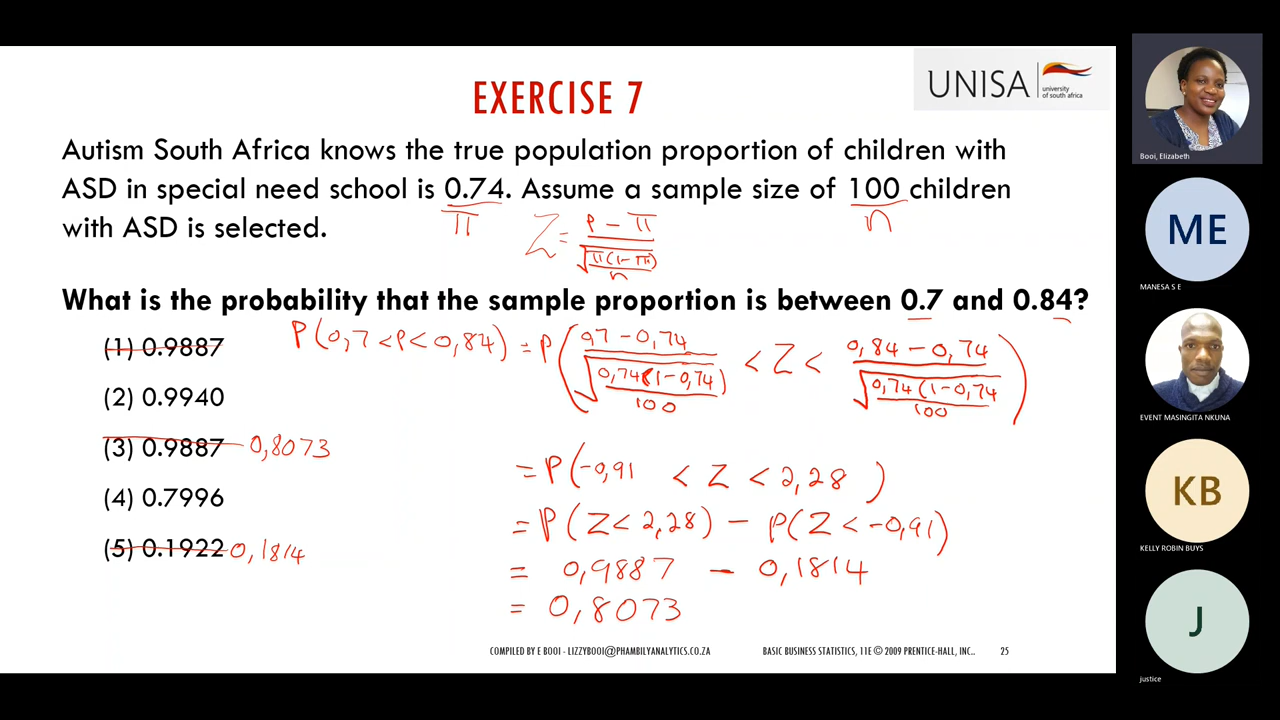 EXERCISE 7
UNISA
university
of south africa
Autism South Africa knows the true population proportion of children with
ASD in special need school is 0.74. Assume a sample size of 100 children
with ASD is selected.
π
Z = P - π / √π(1-π)/n
n
What is the probability that the sample proportion is between 0.7 and 0.84?
P(0,7 < P < 0,84) = P( 0,7 - 0,74 / √0,74(1-0,74)/100 < Z < 0,84 - 0,74 / √0,74(1-0,74/100 )
(1) 0.9887
(2) 0.9940
(3) 0.9887 0,8073
(4) 0.7996
(5) 0.1922 0,1814
= P(-0,91 < Z < 2,28)
= P(Z < 2,28) - P(Z < -0,91)
= 0,9887 - 0,1814
= 0,8073
COMPILED BY E BOOI - LIZZYBOOI@PHAMBILYANALYTICS.CO.ZA
BASIC BUSINESS STATISTICS, 11E © 2009 PRENTICE-HALL, INC..
25
Booi, Elizabeth
ME
MANESA S E
EVENT MASINGITA NKUNA
KB
KELLY ROBIN BUYS
J
justice